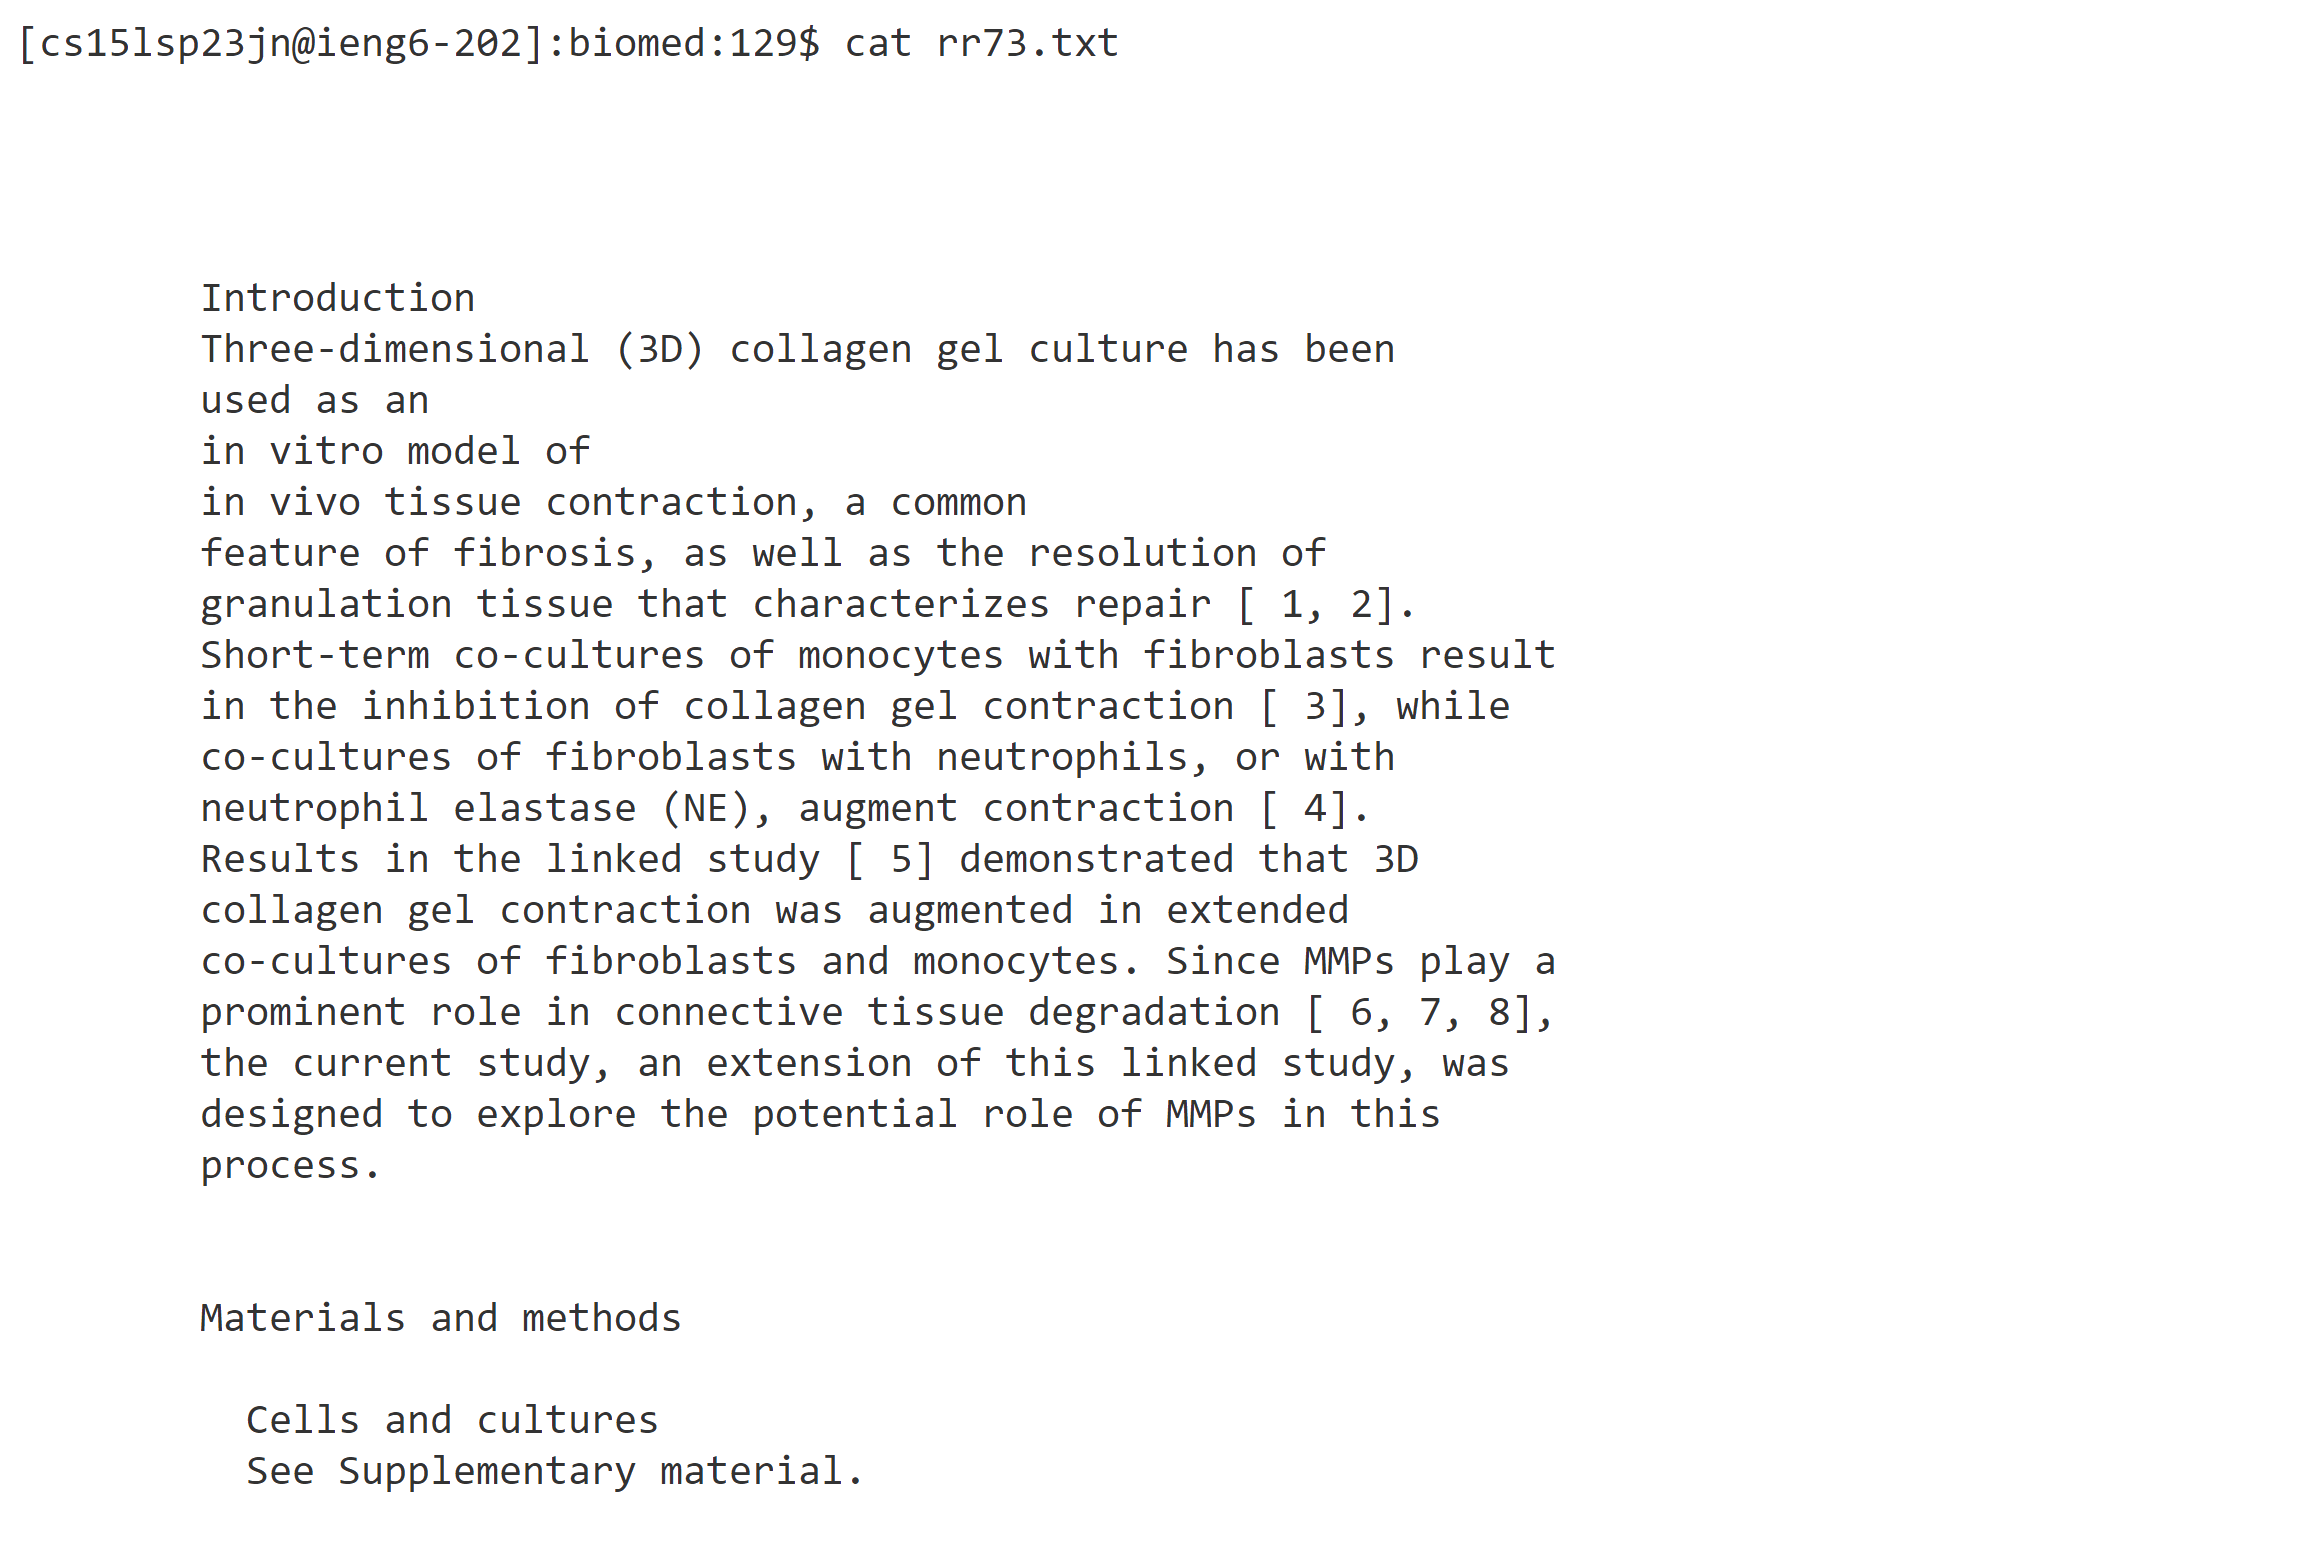 [cs15lsp23jn@ieng6-202]:biomed:129$ cat rr73.txt
Introduction
Three-dimensional (3D) collagen gel culture has been
used as an
in vitro model of
in vivo tissue contraction, a common
feature of fibrosis, as well as the resolution of
granulation tissue that characterizes repair [ 1, 2].
Short-term co-cultures of monocytes with fibroblasts result
in the inhibition of collagen gel contraction [ 3], while
co-cultures of fibroblasts with neutrophils, or with
neutrophil elastase (NE), augment contraction [ 4].
Results in the linked study [ 5] demonstrated that 3D
collagen gel contraction was augmented in extended
co-cultures of fibroblasts and monocytes. Since MMPs play a
prominent role in connective tissue degradation [ 6, 7, 8],
the current study, an extension of this linked study, was
designed to explore the potential role of MMPs in this
process.
Materials and methods
Cells and cultures
See Supplementary material.